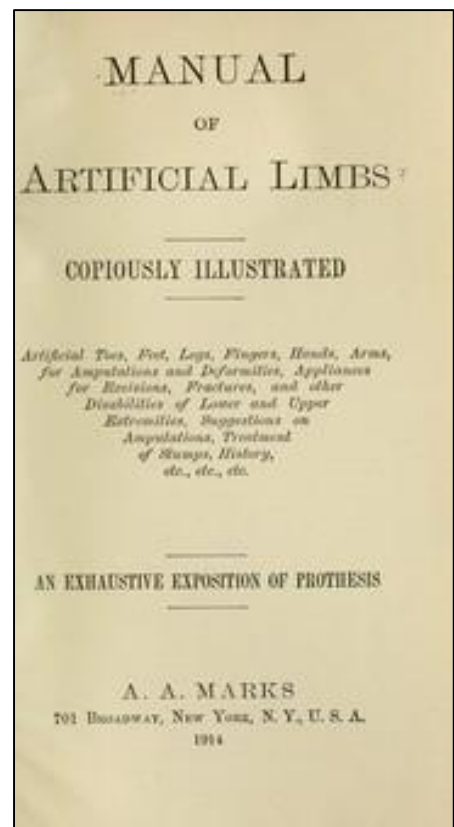 MANUAL
OF
ARTIFICIAL LIMBS
COPIOUSLY ILLUSTRATED
Artificial Toes, Feet, Legs, Fingers, Hands, Arms,
for Amputations and Deformities, Appliances
for Excisions, Fractures, and other
Disabilities of Lower and Upper
Extremities, Suggestions on
Amputations, Treatment
of Stumps, History,
etc., etc., etc.
AN EXHAUSTIVE EXPOSITION OF PROTHESIS
A. A. MARKS
701 BROADWAY, NEW YORK, N. Y., U. S. A.
1914